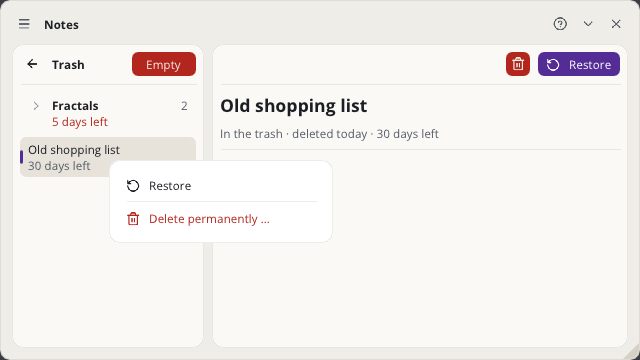 Notes
Trash
Empty
Restore
Fractals
2
5 days left
Old shopping list
30 days left
Old shopping list
In the trash · deleted today · 30 days left
Restore
Delete permanently ...